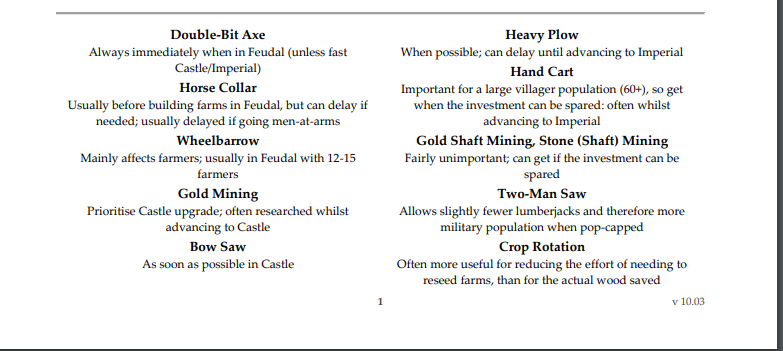 Double-Bit Axe
Always immediately when in Feudal (unless fast
Castle/Imperial)
Horse Collar
Usually before building farms in Feudal, but can delay if
needed; usually delayed if going men-at-arms
Wheelbarrow
Mainly affects farmers; usually in Feudal with 12-15
farmers
Gold Mining
Prioritise Castle upgrade; often researched whilst
advancing to Castle
Bow Saw
As soon as possible in Castle
Heavy Plow
When possible; can delay until advancing to Imperial
Hand Cart
Important for a large villager population (60+), so get
when the investment can be spared: often whilst
advancing to Imperial
Gold Shaft Mining, Stone (Shaft) Mining
Fairly unimportant; can get if the investment can be
spared
Two-Man Saw
Allows slightly fewer lumberjacks and therefore more
military population when pop-capped
Crop Rotation
Often more useful for reducing the effort of needing to
reseed farms, than for the actual wood saved
1
v 10.03